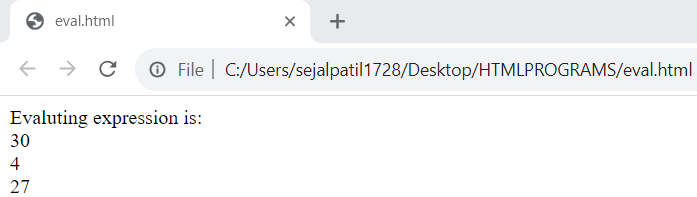 eval.html
File
C:/Users/sejalpatil1728/Desktop/HTMLPROGRAMS/eval.html
Evaluting expression is:
30
4
27